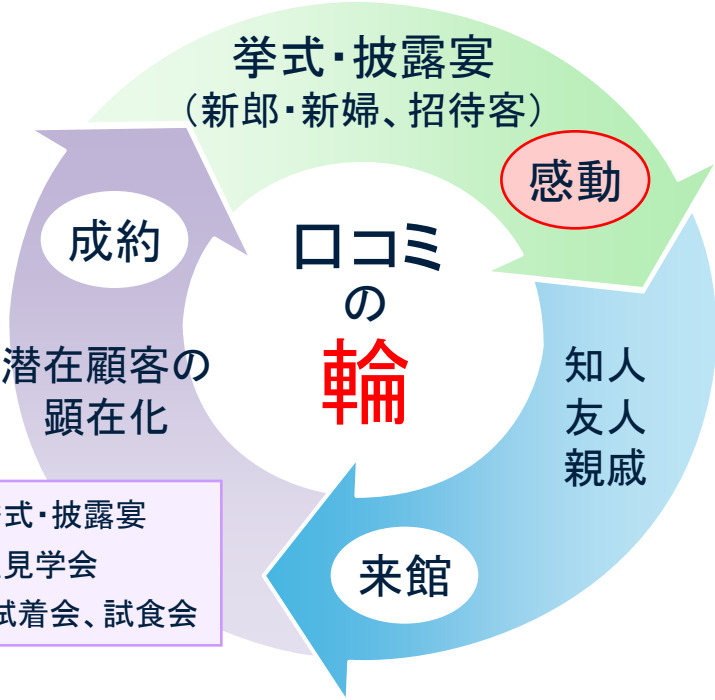 挙式・披露宴
（新郎・新婦、招待客）
感動
成約
口コミ
の
輪
潜在顧客の
顕在化
知人
友人
親戚
式・披露宴
見学会
試着会、試食会
来館